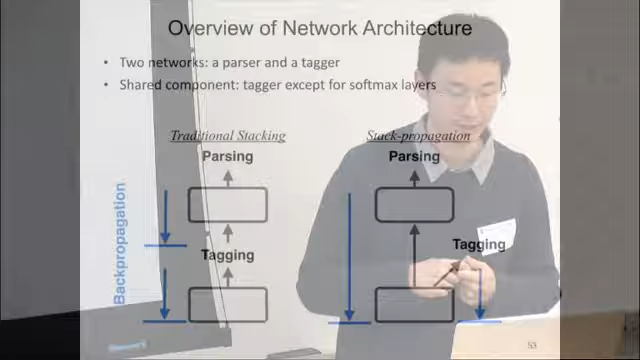 Overview of Network Architecture
• Two networks: a parser and a tagger
• Shared component: tagger except for softmax layers
Traditional Stacking
Stack-propagation
Parsing
Parsing
Backpropagation
Tagging
Tagging
53